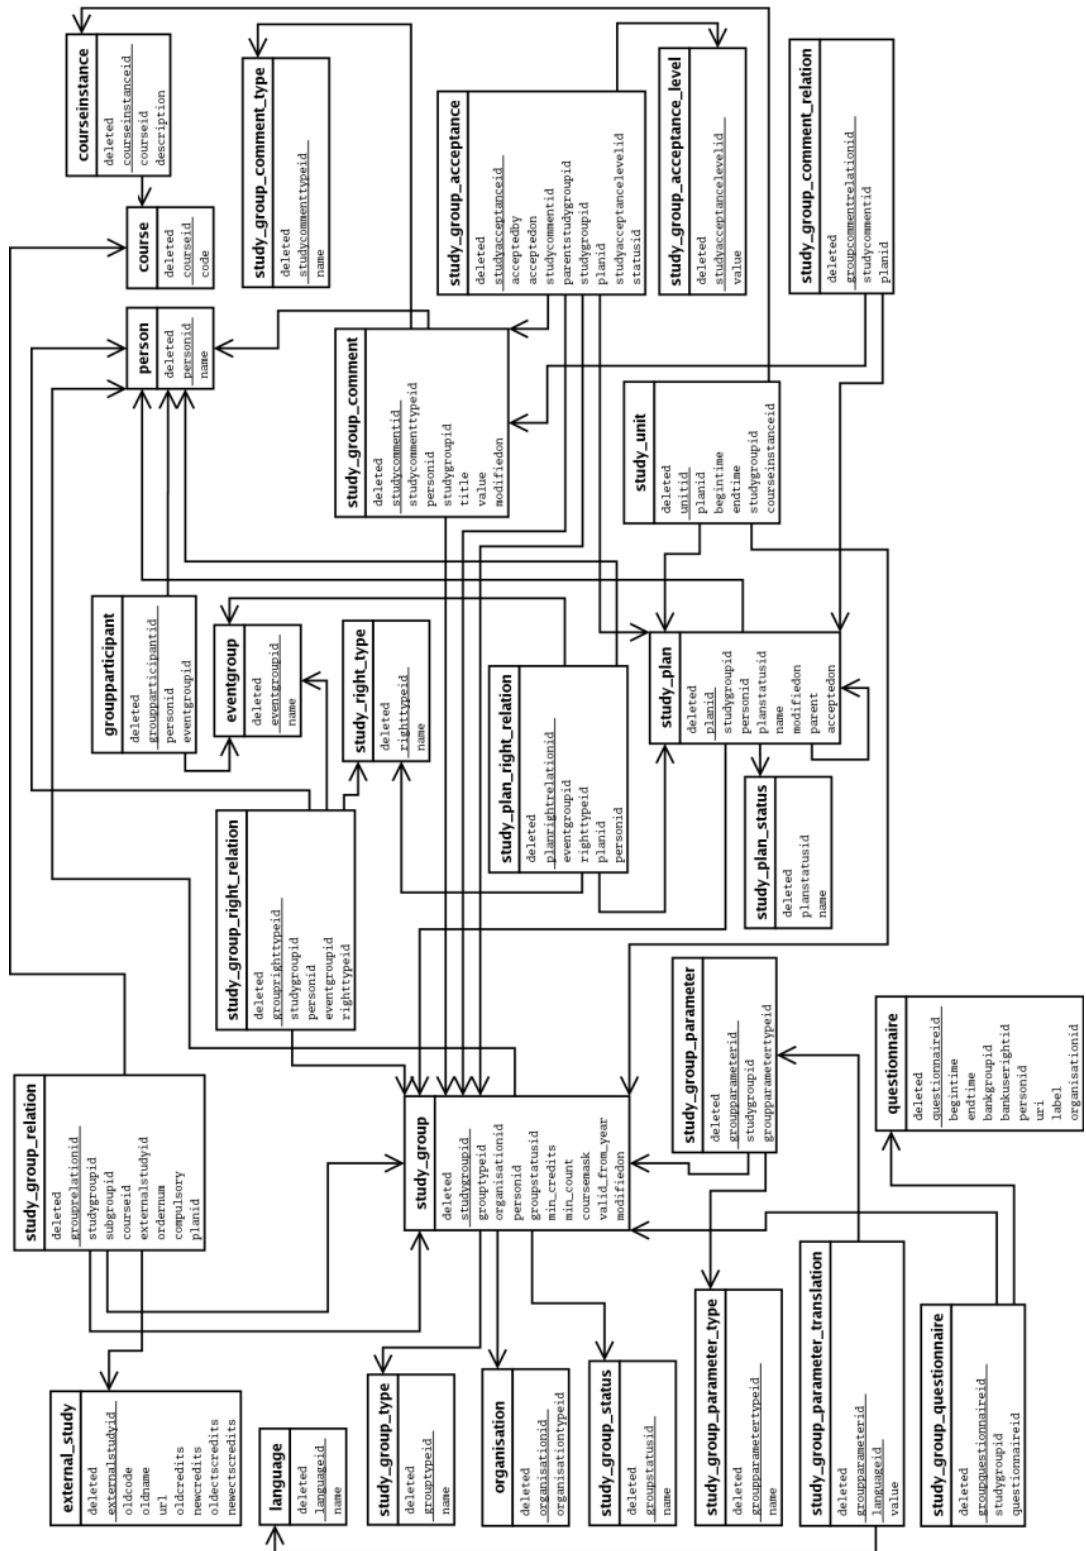 external_study
deleted
externalstudyid
oldcode
oldname
url
oldcredits
newcredits
oldectscredits
newectscredits
study_group_relation
deleted
grouprelationid
studygroupid
subgroupid
courseid
externalstudyid
ordernum
compulsory
planid
groupparticipant
deleted
groupparticipantid
personid
eventgroupid
courseinstance
deleted
courseinstanceid
courseid
description
person
deleted
personid
name
course
deleted
courseid
code
language
deleted
languageid
name
study_group_right_relation
deleted
grouprighttypeid
studygroupid
personid
eventgroupid
righttypeid
eventgroup
deleted
eventgroupid
name
study_group_comment_type
deleted
studycommenttypeid
name
study_group_type
deleted
grouptypeid
name
study_right_type
deleted
righttypeid
name
study_group_comment
deleted
studycommentid
studycommenttypeid
personid
studygroupid
title
value
modifiedon
study_group
deleted
studygroupid
grouptypeid
organisationid
personid
groupstatusid
min_credits
min_count
coursemask
valid_from_year
modifiedon
study_group_acceptance
deleted
studyacceptanceid
acceptedby
acceptedon
studycommentid
parentstudygroupid
studygroupid
planid
studyacceptancelevelid
statusid
organisation
deleted
organisationid
organisationtypeid
study_plan_right_relation
deleted
planrightrelationid
eventgroupid
righttypeid
planid
personid
study_group_status
deleted
groupstatusid
name
study_unit
deleted
unitid
planid
begintime
endtime
studygroupid
courseinstanceid
study_plan
deleted
planid
studygroupid
personid
planstatusid
name
modifiedon
parent
acceptedon
study_group_acceptance_level
deleted
studyacceptancelevelid
value
study_group_parameter_type
deleted
groupparametertypeid
name
study_group_parameter
deleted
groupparameterid
studygroupid
groupparametertypeid
study_plan_status
deleted
planstatusid
name
study_group_comment_relation
deleted
groupcommentrelationid
studycommentid
planid
study_group_parameter_translation
deleted
groupparameterid
languageid
value
questionnaire
deleted
questionnaireid
begintime
endtime
bankgroupid
bankuserightid
personid
uri
label
organisationid
study_group_questionnaire
deleted
groupquestionnaireid
studygroupid
questionnaireid